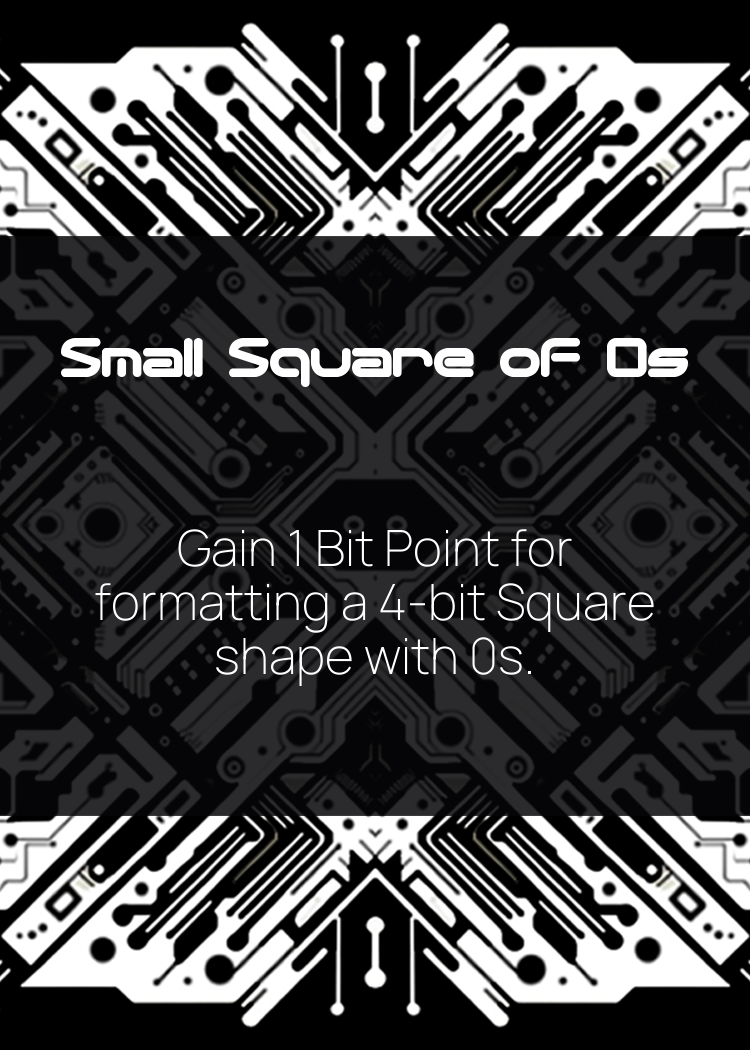 Small Square of 0s
Gain 1 Bit Point for
formatting a 4-bit Square
shape with 0s.